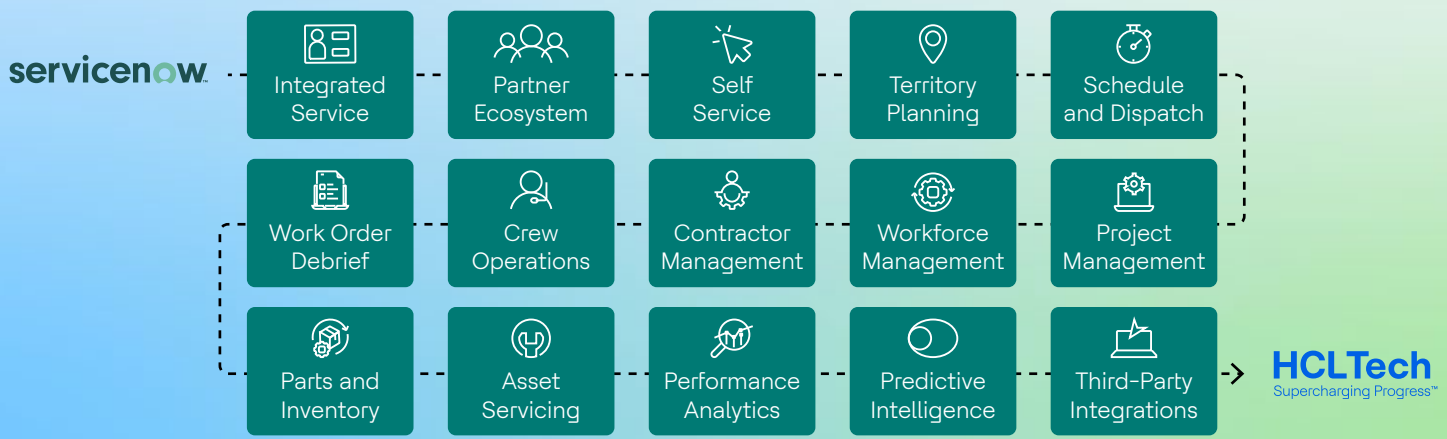 servicenow™
Integrated
Service
Partner
Ecosystem
Self
Service
Territory
Planning
Schedule
and Dispatch
Work Order
Debrief
Crew
Operations
Contractor
Management
Workforce
Management
Project
Management
Parts and
Inventory
Asset
Servicing
Performance
Analytics
Predictive
Intelligence
Third-Party
Integrations
HCLTech
Supercharging Progress™